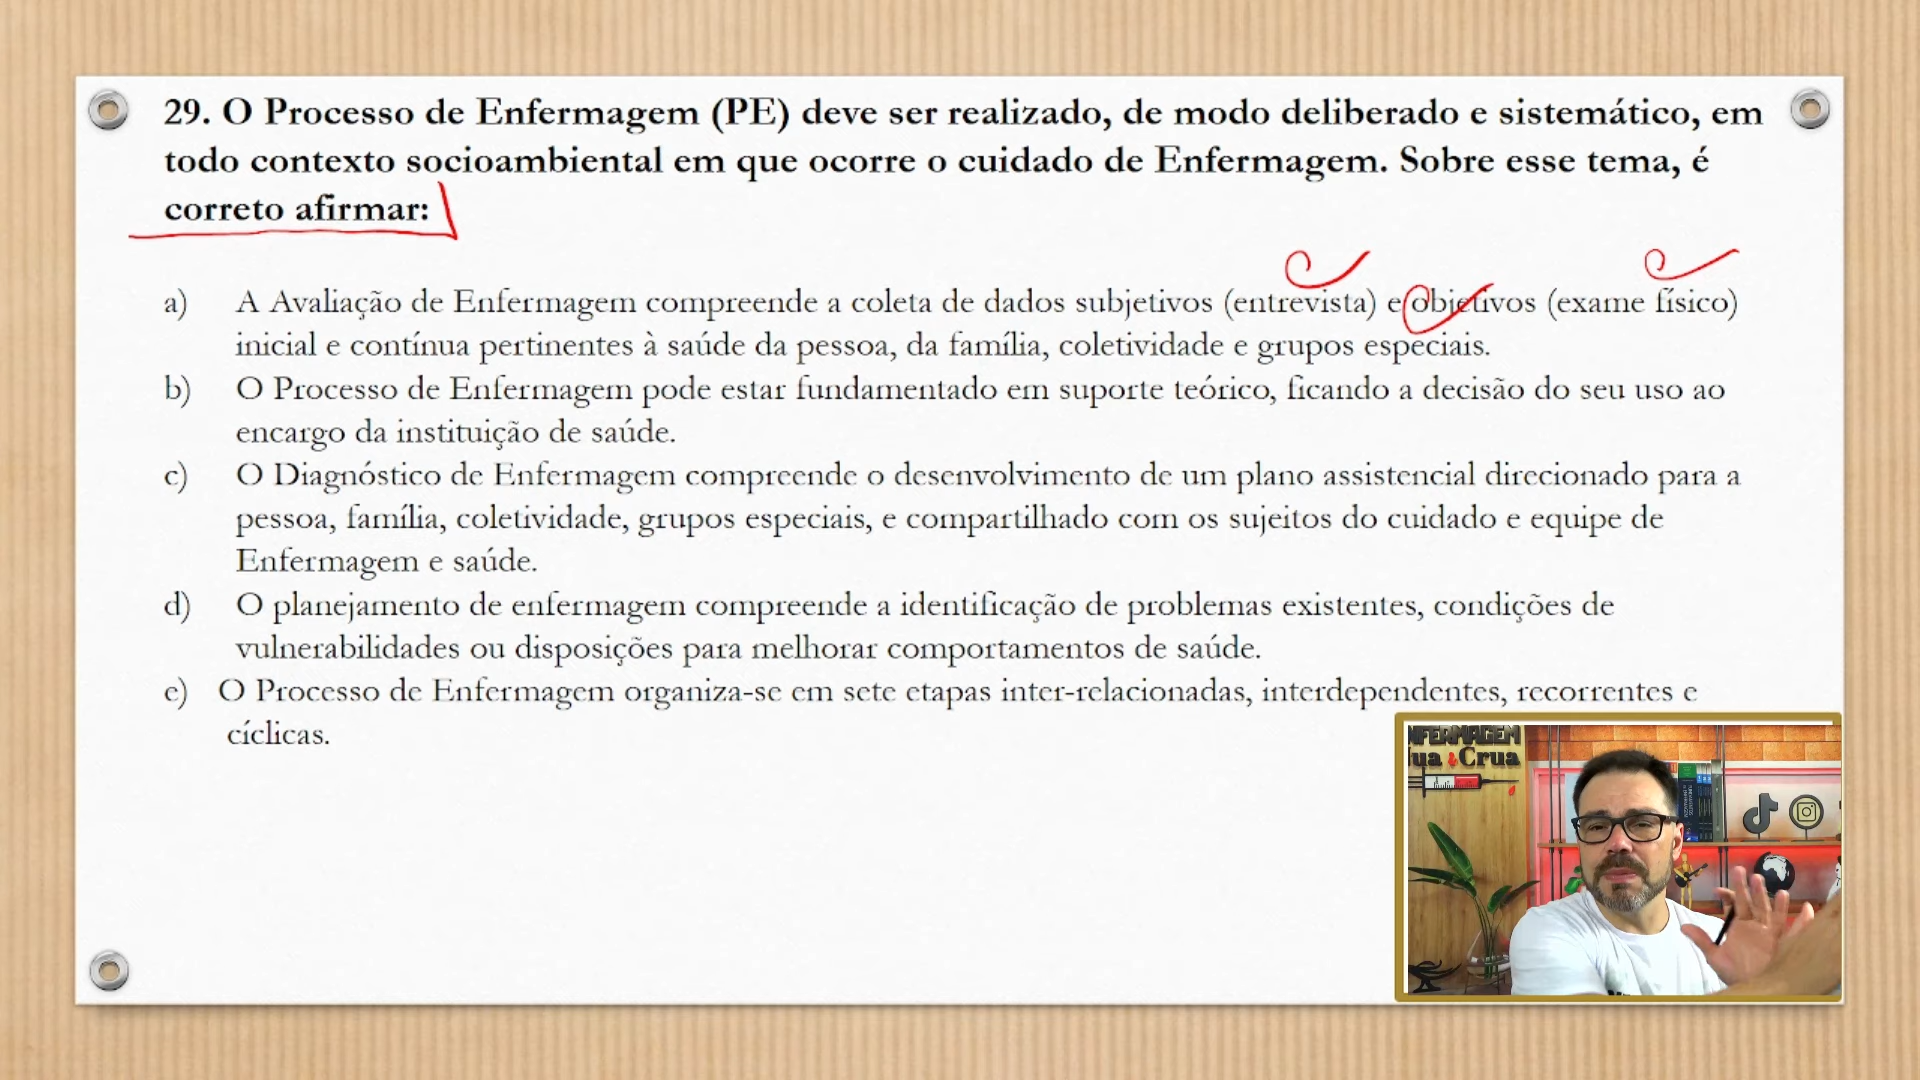 29. O Processo de Enfermagem (PE) deve ser realizado, de modo deliberado e sistemático, em
todo contexto socioambiental em que ocorre o cuidado de Enfermagem. Sobre esse tema, é
correto afirmar:
a) A Avaliação de Enfermagem compreende a coleta de dados subjetivos (entrevista) e objetivos (exame físico)
inicial e contínua pertinentes à saúde da pessoa, da família, coletividade e grupos especiais.
b) O Processo de Enfermagem pode estar fundamentado em suporte teórico, ficando a decisão do seu uso ao
encargo da instituição de saúde.
c) O Diagnóstico de Enfermagem compreende o desenvolvimento de um plano assistencial direcionado para a
pessoa, família, coletividade, grupos especiais, e compartilhado com os sujeitos do cuidado e equipe de
Enfermagem e saúde.
d) O planejamento de enfermagem compreende a identificação de problemas existentes, condições de
vulnerabilidades ou disposições para melhorar comportamentos de saúde.
e) O Processo de Enfermagem organiza-se em sete etapas inter-relacionadas, interdependentes, recorrentes e
cíclicas.
NFERMAGEM
ua & Crua